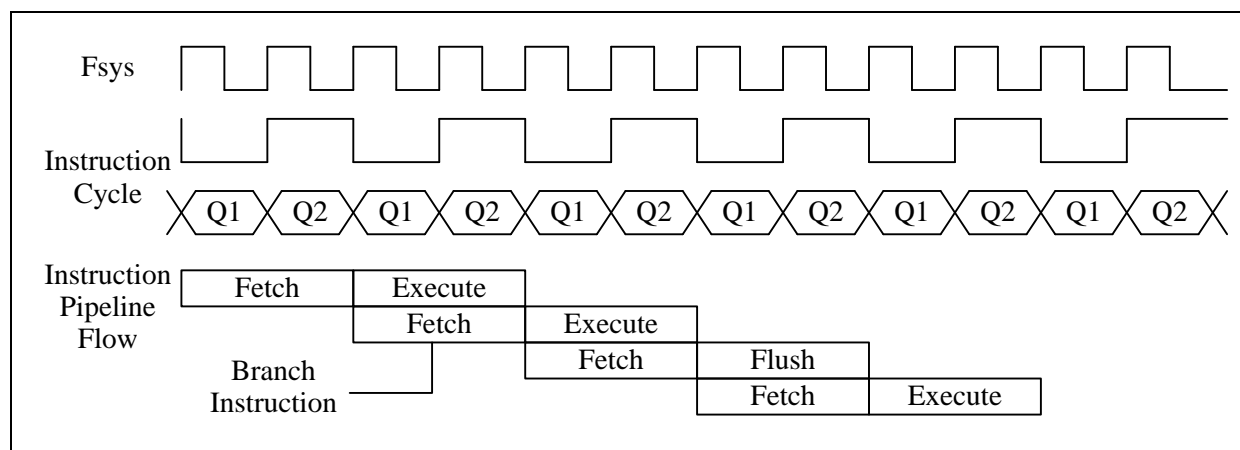 Fsys
Instruction
Cycle
Q1 Q2 Q1 Q2 Q1 Q2 Q1 Q2 Q1 Q2 Q1 Q2
Instruction
Pipeline
Flow
Fetch Execute
Fetch Execute
Fetch Flush
Fetch Execute
Branch
Instruction